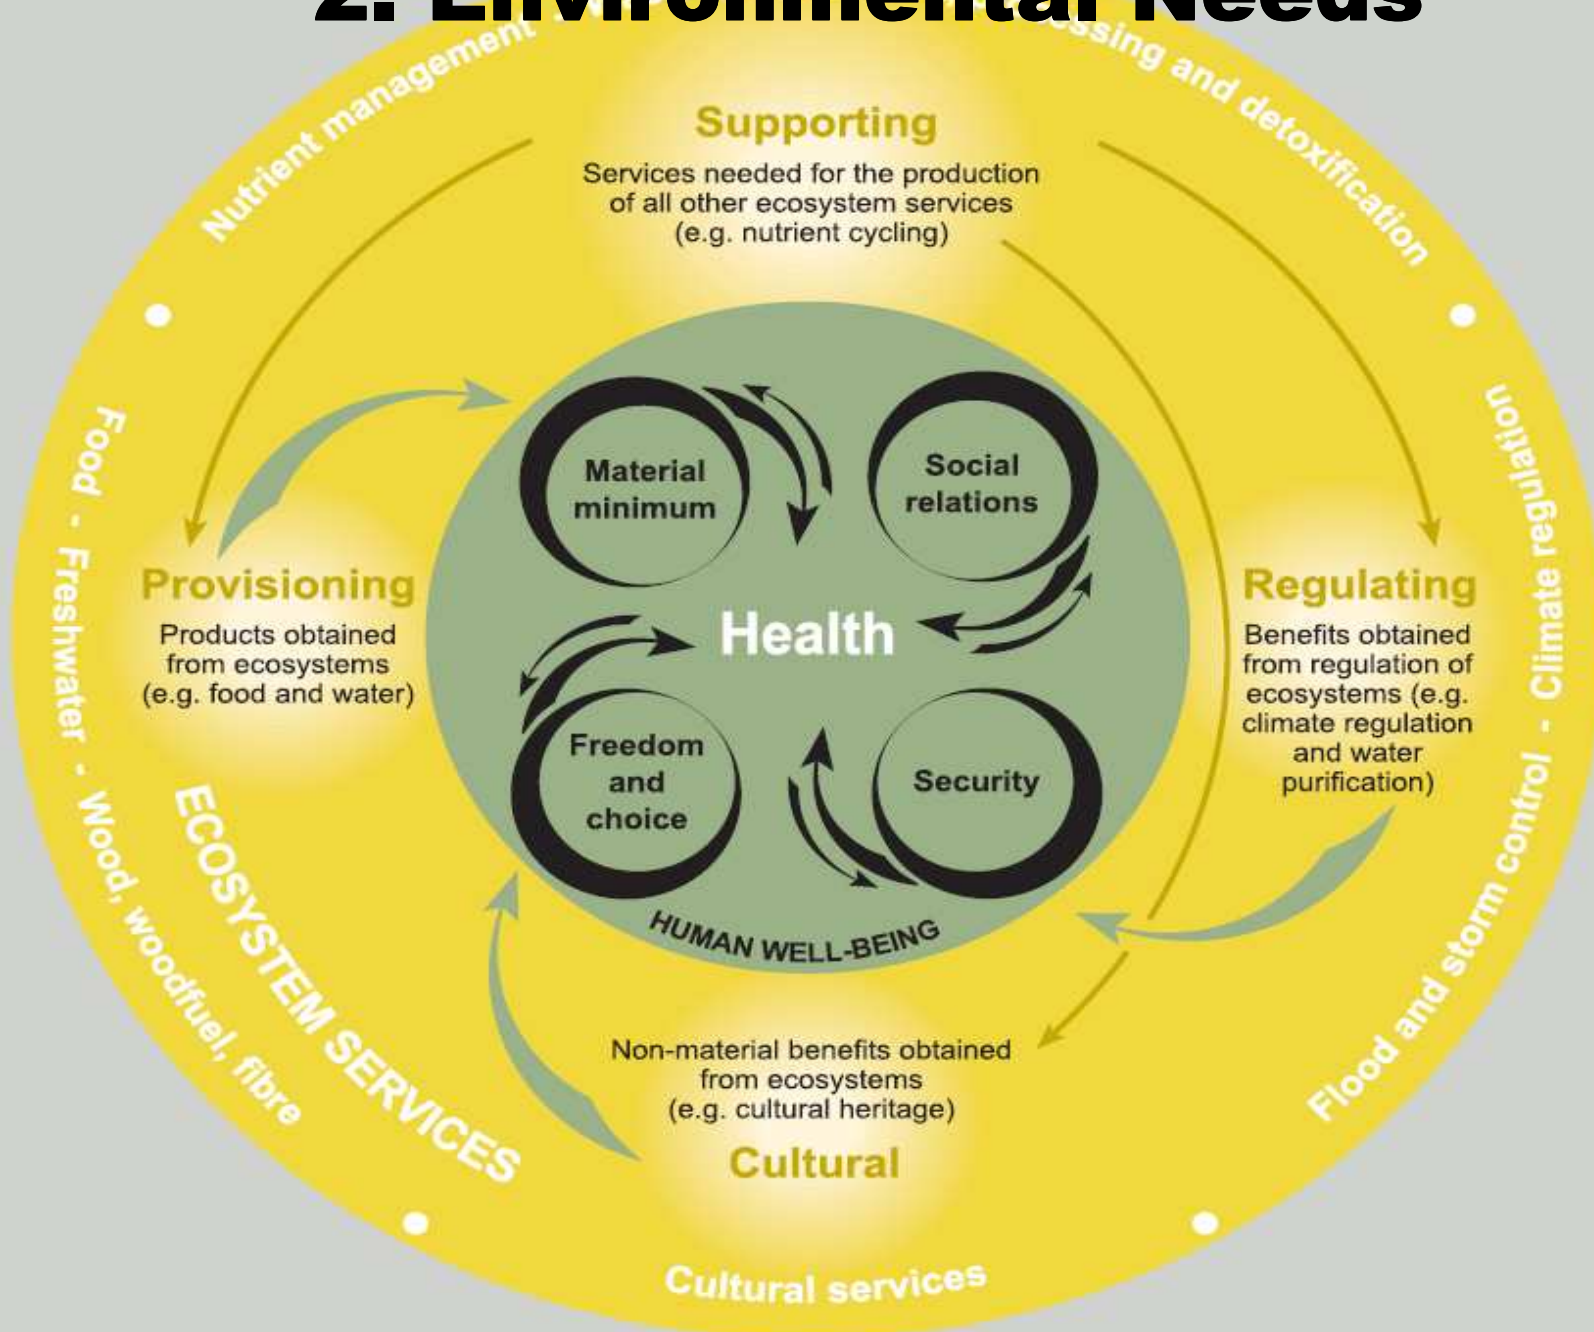 2. Environmental Needs
Nutrient management
and detoxification
Supporting
Services needed for the production
of all other ecosystem services
(e.g. nutrient cycling)
Food - Freshwater - Wood, woodfuel, fibre
Provisioning
Products obtained
from ecosystems
(e.g. food and water)
Material
minimum
Social
relations
Health
Freedom
and
choice
Security
HUMAN WELL-BEING
Regulating
Benefits obtained
from regulation of
ecosystems (e.g.
climate regulation
and water
purification)
Flood and storm control - Climate regulation
ECOSYSTEM SERVICES
Non-material benefits obtained
from ecosystems
(e.g. cultural heritage)
Cultural
Cultural services